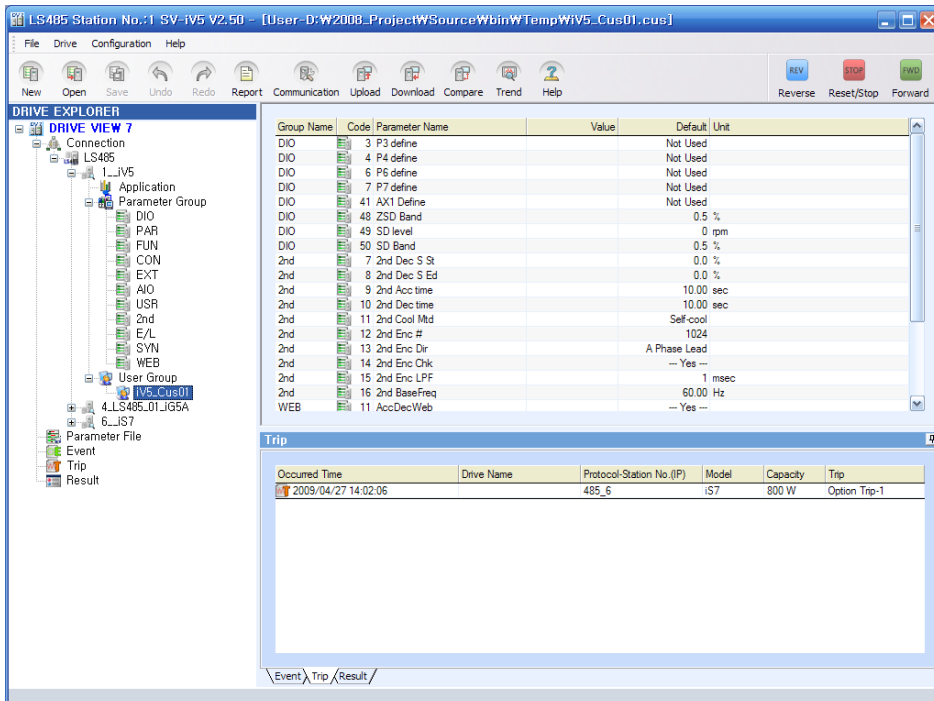 LS485 Station No.:1 SV-iV5 V2.50 - [User-D:₩2008_Project₩Source₩bin₩Temp₩iV5_Cus01.cus]
File Drive Configuration Help
New Open Save Undo Redo Report Communication Upload Download Compare Trend Help REV Reverse STOP Reset/Stop FWD Forward
DRIVE EXPLORER
DRIVE VIEW 7
Connection
LS485
1__iV5
Application
Parameter Group
DIO
PAR
FUN
CON
EXT
AIO
USR
2nd
E/L
SYN
WEB
User Group
iV5_Cus01
4_LS485_01_iG5A
6__iS7
Parameter File
Event
Trip
Result
Group Name Code Parameter Name Value Default Unit
DIO 3 P3 define Not Used
DIO 4 P4 define Not Used
DIO 6 P6 define Not Used
DIO 7 P7 define Not Used
DIO 41 AX1 Define Not Used
DIO 48 ZSD Band 0.5 %
DIO 49 SD level 0 rpm
DIO 50 SD Band 0.5 %
2nd 7 2nd Dec S St 0.0 %
2nd 8 2nd Dec S Ed 0.0 %
2nd 9 2nd Acc time 10.00 sec
2nd 10 2nd Dec time 10.00 sec
2nd 11 2nd Cool Mtd Self-cool
2nd 12 2nd Enc # 1024
2nd 13 2nd Enc Dir A Phase Lead
2nd 14 2nd Enc Chk --- Yes ---
2nd 15 2nd Enc LPF 1 msec
2nd 16 2nd BaseFreq 60.00 Hz
WEB 11 AccDecWeb --- Yes ---
Trip
Occurred Time Drive Name Protocol-Station No.(IP) Model Capacity Trip
2009/04/27 14:02:06 485_6 iS7 800 W Option Trip-1
Event Trip Result